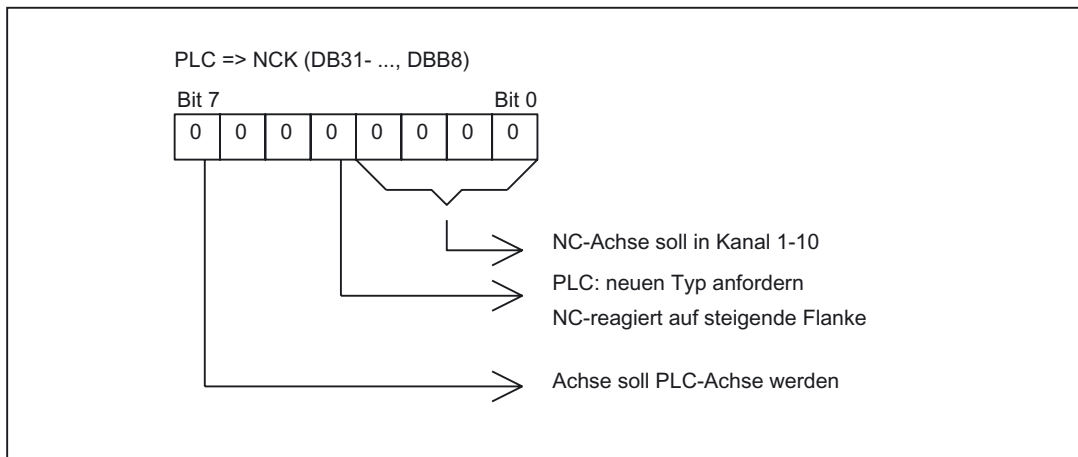 PLC => NCK (DB31- ..., DBB8)
Bit 7 Bit 0
0 0 0 0 0 0 0 0
NC-Achse soll in Kanal 1-10
PLC: neuen Typ anfordern
NC-reagiert auf steigende Flanke
Achse soll PLC-Achse werden